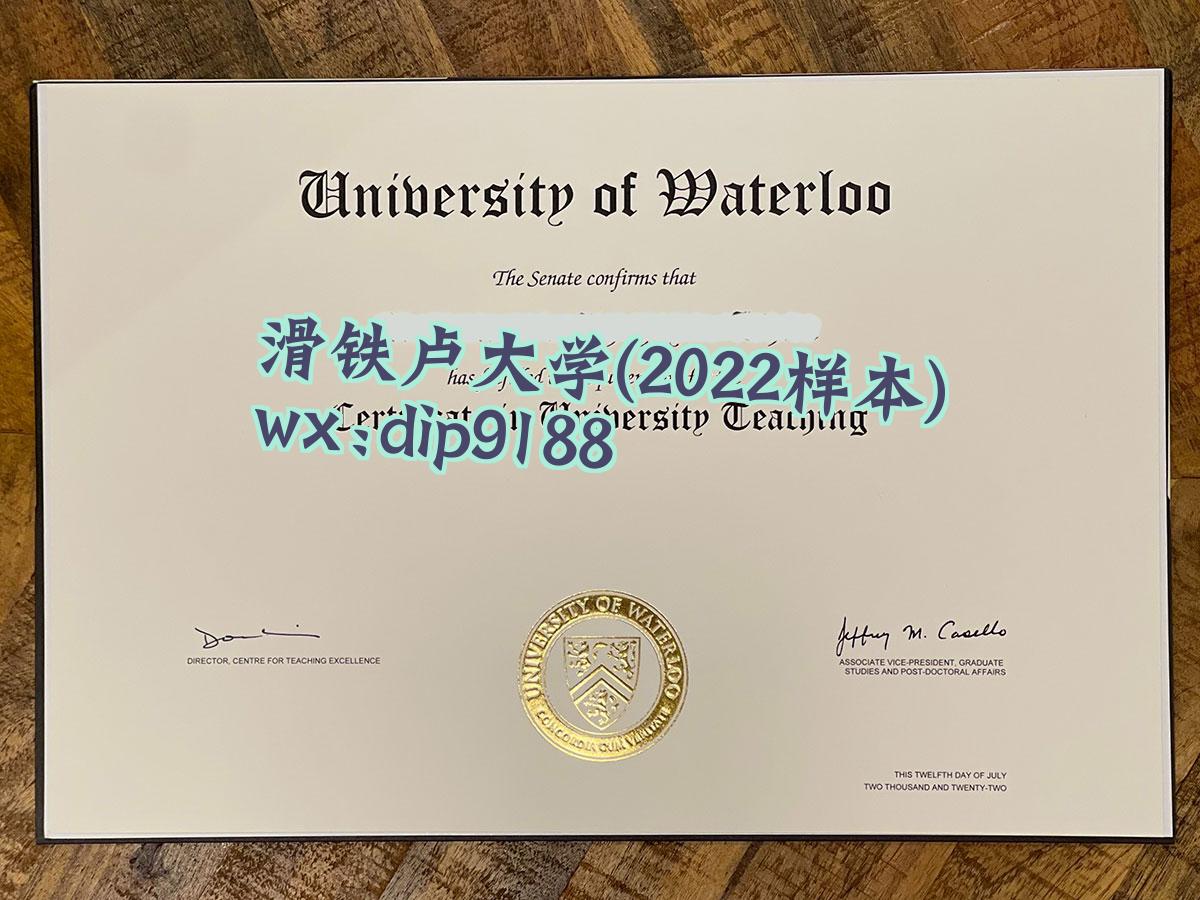 University of Waterloo
The Senate confirms that
滑铁卢大学(2022样本)
University Teaching
wx:dip9188
DIRECTOR, CENTRE FOR TEACHING EXCELLENCE
Jeffrey M. Casello
ASSOCIATE VICE-PRESIDENT, GRADUATE
STUDIES AND POST-DOCTORAL AFFAIRS
UNIVERSITY OF WATERLOO
CONCORDIA CUM VERITATE
THIS TWELFTH DAY OF JULY
TWO THOUSAND AND TWENTY-TWO